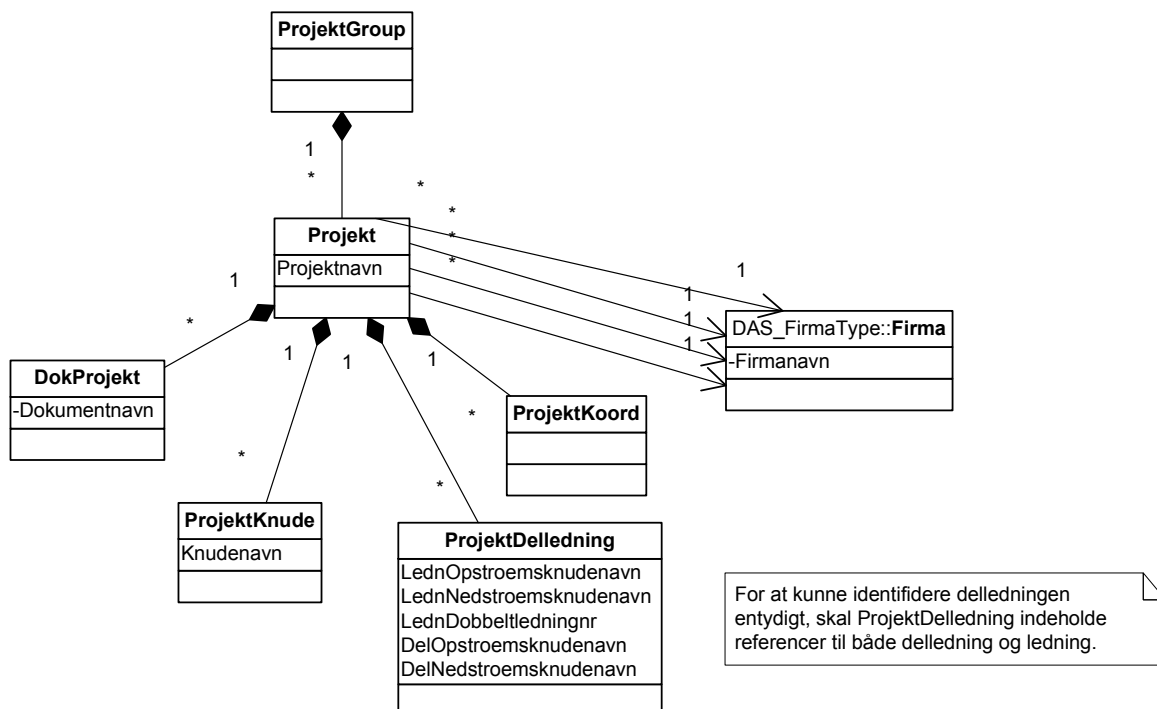 ProjektGroup
1
*
*
*
*
*
Projekt
Projektnavn
1
1
1
1
1
*
DAS_FirmaType::Firma
-Firmanavn
1
1
1
DokProjekt
-Dokumentnavn
*
*
*
ProjektKoord
ProjektKnude
Knudenavn
ProjektDelledning
LednOpstroemsknudenavn
LednNedstroemsknudenavn
LednDobbeltledningnr
DelOpstroemsknudenavn
DelNedstroemsknudenavn
For at kunne identifidere delledningen
entydigt, skal ProjektDelledning indeholde
referencer til både delledning og ledning.